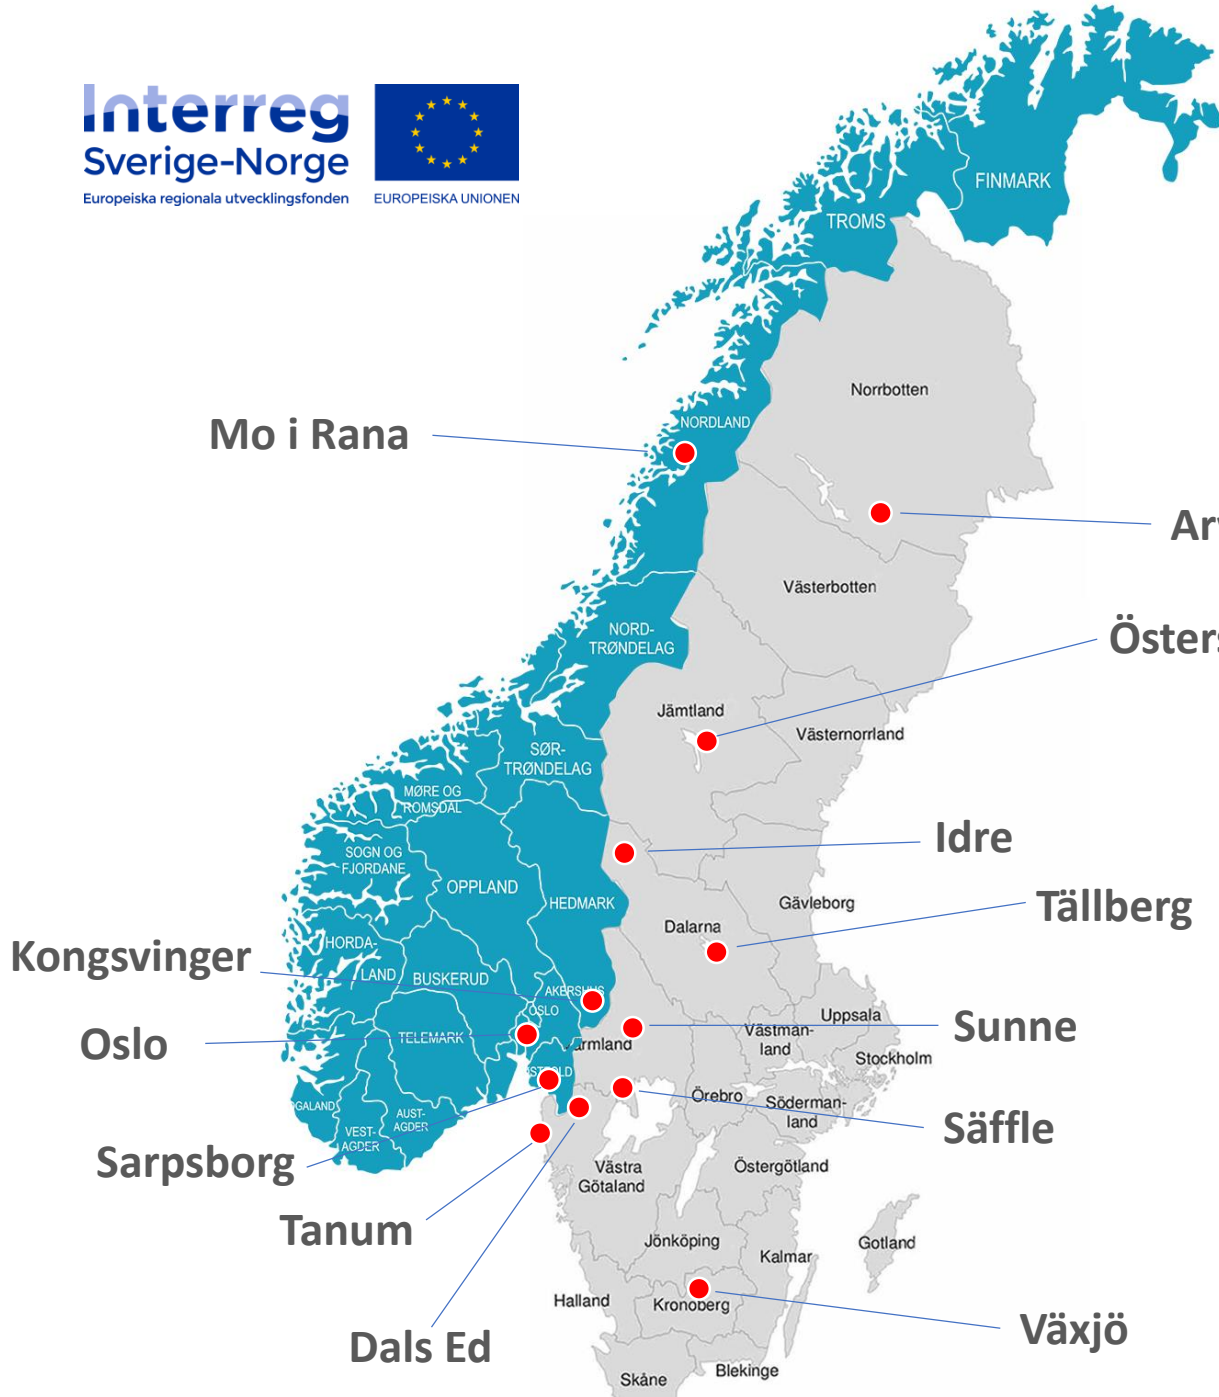 Interreg
Sverige-Norge
Europeiska regionala utvecklingsfonden
EUROPEISKA UNIONEN
FINMARK
TROMS
Norrbotten
NORDLAND
Mo i Rana
Västerbotten
NORD-
TRØNDELAG
Jämtland
Västernorrland
SØR-
TRØNDELAG
MØRE OG
ROMSDAL
Idre
SOGN OG
FJORDANE
OPPLAND
HEDMARK
Gävleborg
Tällberg
Dalarna
HORDA-
LAND
Kongsvinger
BUSKERUD
AKERSHUS
OSLO
Uppsala
Oslo
TELEMARK
Västman-
land
Sunne
Stockholm
Örebro
Söderman-
land
Säffle
AUST-
AGDER
VEST-
AGDER
Sarpsborg
Västra
Götaland
Östergötland
Tanum
Jönköping
Kalmar
Gotland
Halland
Kronoberg
Växjö
Dals Ed
Blekinge
Skåne